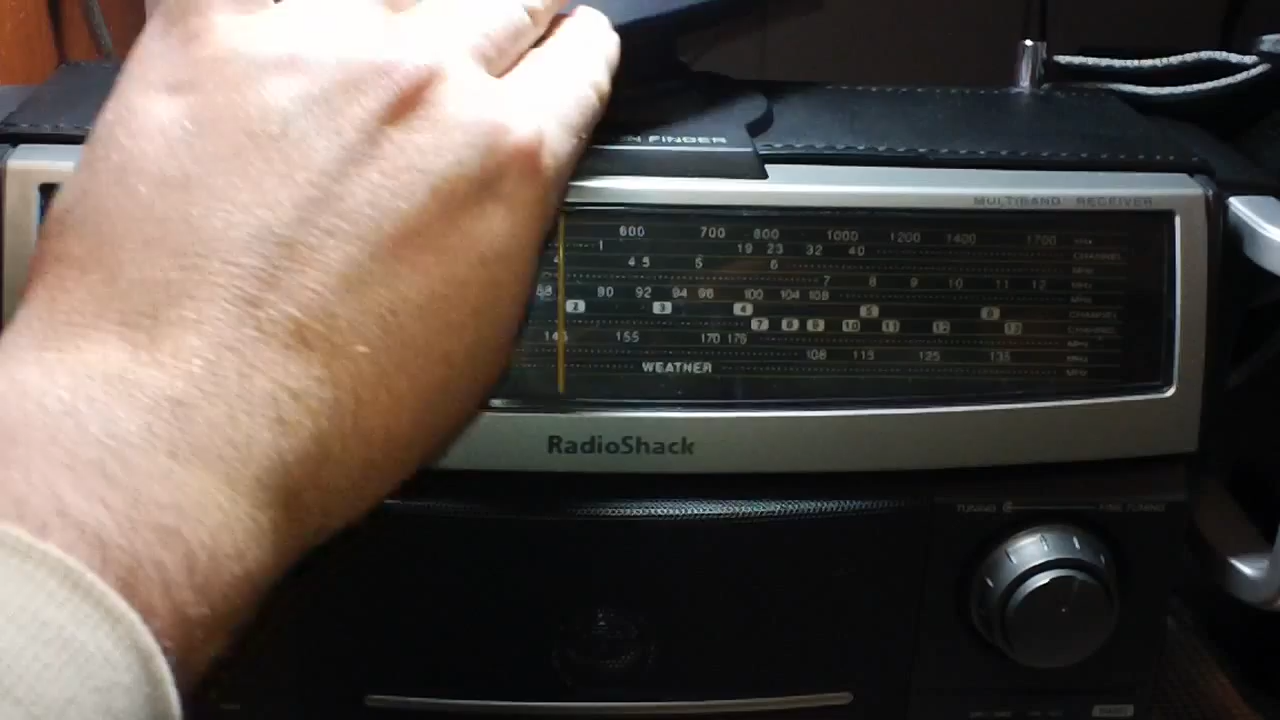 FINDER
MULTIBAND RECEIVER
600 700 800 1000 1200 1400 1700
19 23 32 40 CHANNEL
4.5 5 6 MHz
7 8 9 10 11 12 MHz
88 90 92 94 96 100 104 108 MHz
2 3 4 5 6 CHANNEL
7 8 9 10 11 12 13 CHANNEL
155 170 175 MHz
108 115 125 135 MHz
WEATHER MHz
RadioShack
TUNING FINE TUNING